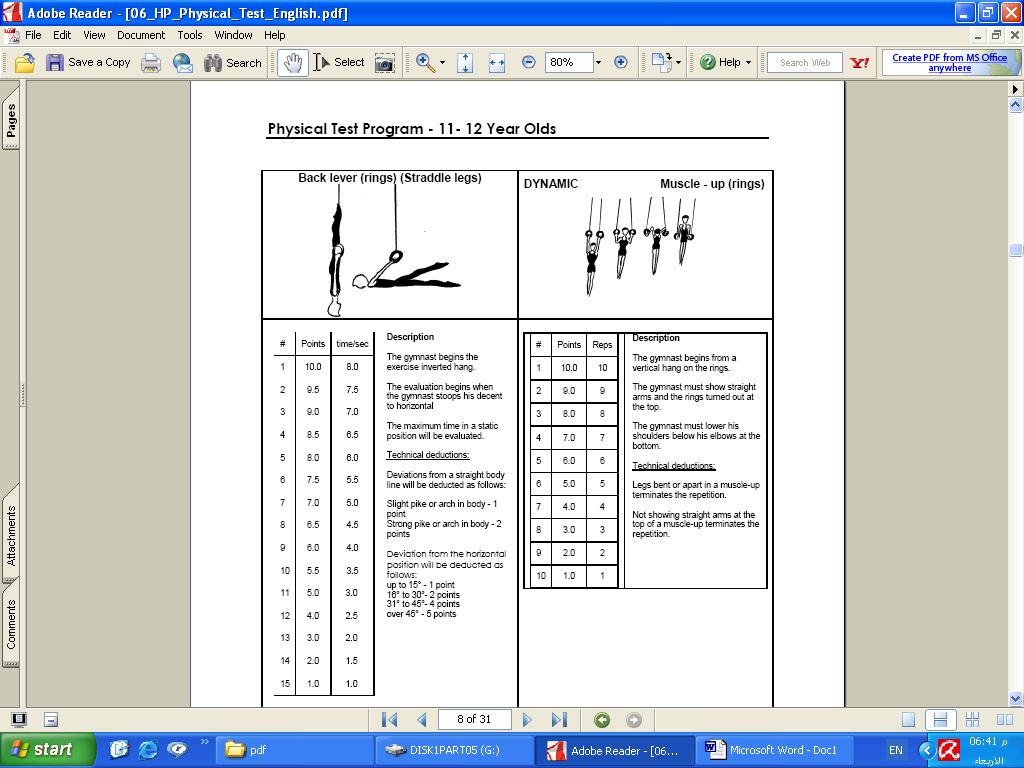 Adobe Reader - [06_HP_Physical_Test_English.pdf]
File Edit View Document Tools Window Help
Save a Copy Search Select 80% Help Search Web Y! Create PDF from MS Office anywhere
Pages
Attachments
Comments
Physical Test Program - 11- 12 Year Olds
Back lever (rings) (Straddle legs)
# Points time/sec
1 10.0 8.0
2 9.5 7.5
3 9.0 7.0
4 8.5 6.5
5 8.0 6.0
6 7.5 5.5
7 7.0 5.0
8 6.5 4.5
9 6.0 4.0
10 5.5 3.5
11 5.0 3.0
12 4.0 2.5
13 3.0 2.0
14 2.0 1.5
15 1.0 1.0
Description
The gymnast begins the
exercise inverted hang.
The evaluation begins when
the gymnast stoops his decent
to horizontal
The maximum time in a static
position will be evaluated.
Technical deductions:
Deviations from a straight body
line will be deducted as follows:
Slight pike or arch in body - 1
point
Strong pike or arch in body - 2
points
Deviation from the horizontal
position will be deducted as
follows:
up to 15° - 1 point
16° to 30°- 2 points
31° to 45°- 4 points
over 45° - 5 points
DYNAMIC Muscle - up (rings)
# Points Reps
1 10.0 10
2 9.0 9
3 8.0 8
4 7.0 7
5 6.0 6
6 5.0 5
7 4.0 4
8 3.0 3
9 2.0 2
10 1.0 1
Description
The gymnast begins from a
vertical hang on the rings.
The gymnast must show straight
arms and the rings turned out at
the top.
The gymnast must lower his
shoulders below his elbows at the
bottom.
Technical deductions:
Legs bent or apart in a muscle-up
terminates the repetition.
Not showing straight arms at the
top of a muscle-up terminates the
repetition.
8 of 31
start pdf DISK1PART05 (G:) Adobe Reader - [06... Microsoft Word - Doc1 EN 06:41 م
الاربعاء